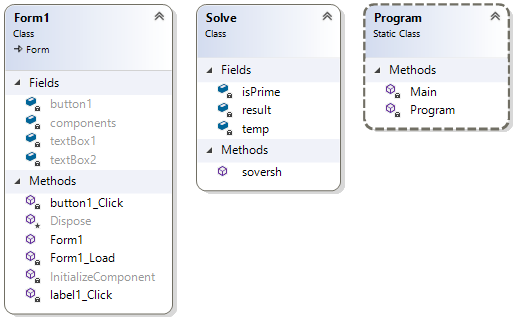 Form1
Class
Form
Fields
button1
components
textBox1
textBox2
Methods
button1_Click
Dispose
Form1
Form1_Load
InitializeComponent
label1_Click
Solve
Class
Fields
isPrime
result
temp
Methods
soversh
Program
Static Class
Methods
Main
Program